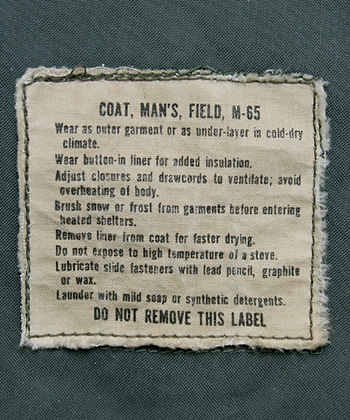 COAT, MAN'S, FIELD, M-65
Wear as outer garment or as under-layer in cold-dry
climate.
Wear button-in liner for added insulation.
Adjust closures and drawcords to ventilate; avoid
overheating of body.
Brush snow or frost from garments before entering
heated shelters.
Remove liner from coat for faster drying.
Do not expose to high temperature of a stove.
Lubricate slide fasteners with lead pencil, graphite
or wax.
Launder with mild soap or synthetic detergents.
DO NOT REMOVE THIS LABEL